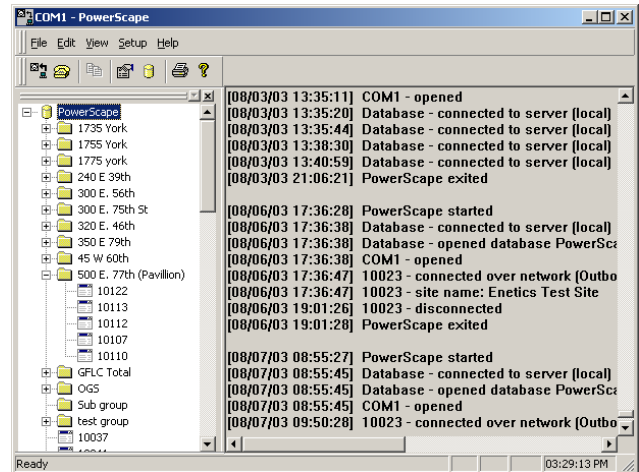 COM1 - PowerScape
File Edit View Setup Help
PowerScape
1735 York
1755 York
1775 york
240 E 39th
300 E. 56th
300 E. 75th St
320 E. 46th
350 E 79th
45 W 60th
500 E. 77th (Pavillion)
10122
10113
10112
10107
10110
GFLC Total
OGS
Sub group
test group
10037
[08/03/03 13:35:11] COM1 - opened
[08/03/03 13:35:20] Database - connected to server (local)
[08/03/03 13:35:44] Database - connected to server (local)
[08/03/03 13:38:30] Database - connected to server (local)
[08/03/03 13:40:59] Database - connected to server (local)
[08/03/03 21:06:21] PowerScape exited
[08/06/03 17:36:28] PowerScape started
[08/06/03 17:36:38] Database - connected to server (local)
[08/06/03 17:36:38] Database - opened database PowerSca
[08/06/03 17:36:38] COM1 - opened
[08/06/03 17:36:47] 10023 - connected over network (Outbo
[08/06/03 17:36:47] 10023 - site name: Enetics Test Site
[08/06/03 19:01:26] 10023 - disconnected
[08/06/03 19:01:28] PowerScape exited
[08/07/03 08:55:27] PowerScape started
[08/07/03 08:55:45] Database - connected to server (local)
[08/07/03 08:55:45] Database - opened database PowerSca
[08/07/03 08:55:45] COM1 - opened
[08/07/03 09:50:28] 10023 - connected over network (Outbo
Ready
03:29:13 PM